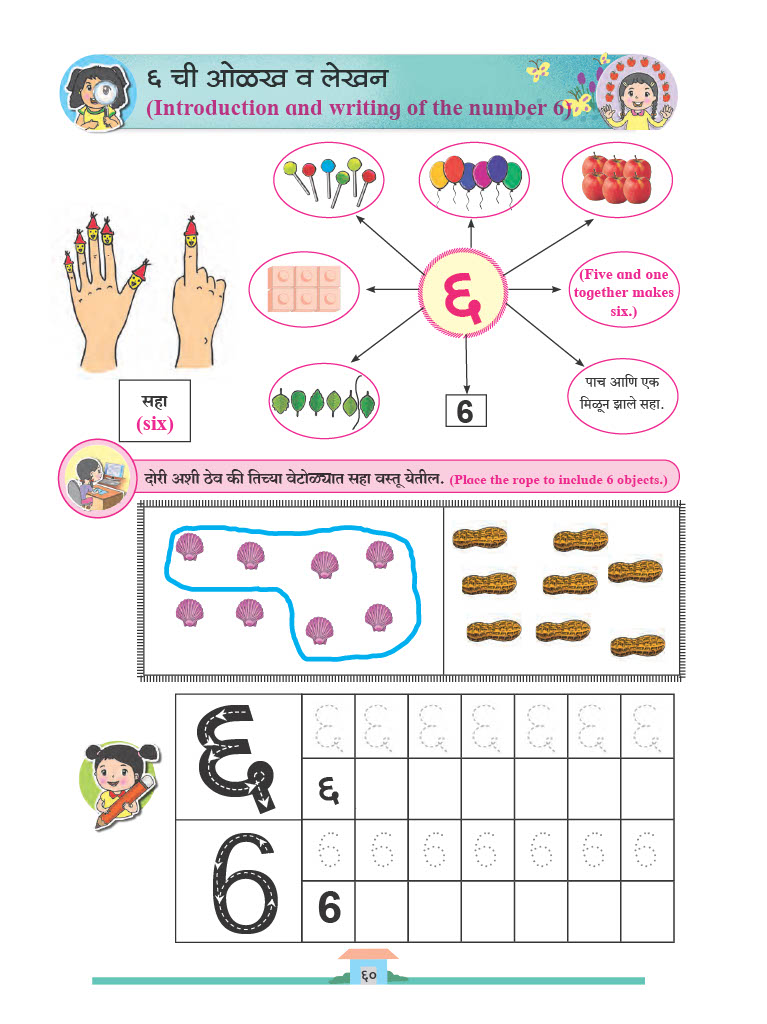 ६ ची ओळख व लेखन
(Introduction and writing of the number 6)
६
(Five and one
together makes
six.)
पाच आणि एक
मिळून झाले सहा.
6
सहा
(six)
दोरी अशी ठेव की तिच्या वेटोळ्यात सहा वस्तू येतील. (Place the rope to include 6 objects.)
६ ६ ६ ६ ६ ६ ६ ६
६
6 6 6 6 6 6 6 6
6
६०